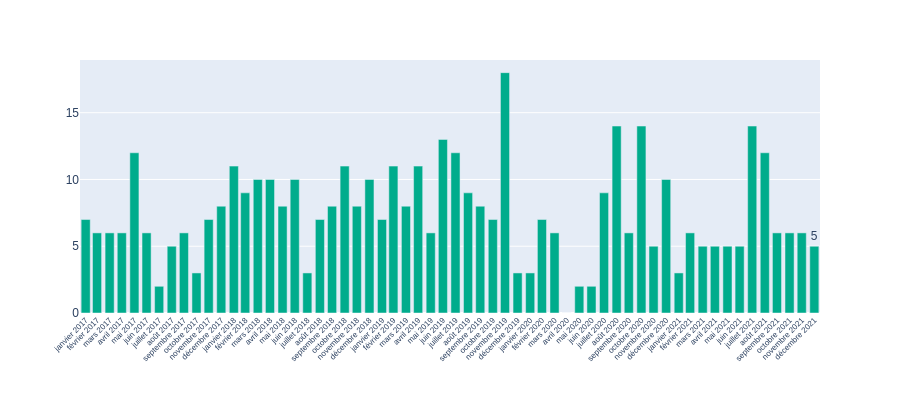 15
10
5
0
5
janvier 2017
février 2017
mars 2017
avril 2017
mai 2017
juin 2017
juillet 2017
août 2017
septembre 2017
octobre 2017
novembre 2017
décembre 2017
janvier 2018
février 2018
mars 2018
avril 2018
mai 2018
juin 2018
juillet 2018
août 2018
septembre 2018
octobre 2018
novembre 2018
décembre 2018
janvier 2019
février 2019
mars 2019
avril 2019
mai 2019
juin 2019
juillet 2019
août 2019
septembre 2019
octobre 2019
novembre 2019
décembre 2019
janvier 2020
février 2020
mars 2020
avril 2020
mai 2020
juin 2020
juillet 2020
août 2020
septembre 2020
octobre 2020
novembre 2020
décembre 2020
janvier 2021
février 2021
mars 2021
avril 2021
mai 2021
juin 2021
juillet 2021
août 2021
septembre 2021
octobre 2021
novembre 2021
décembre 2021